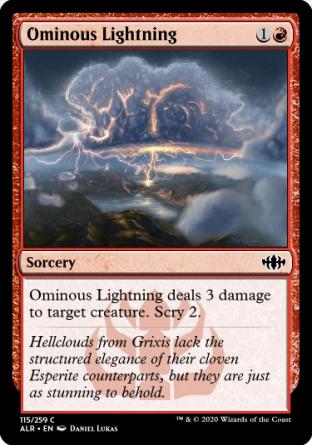 Ominous Lightning 1
Sorcery
Ominous Lightning deals 3 damage
to target creature. Scry 2.
Hellclouds from Grixis lack the
structured elegance of their cloven
Esperite counterparts, but they are just
as stunning to behold.
115/259 C
ALR • EN Daniel Lukas
™ & © 2020 Wizards of the Coast